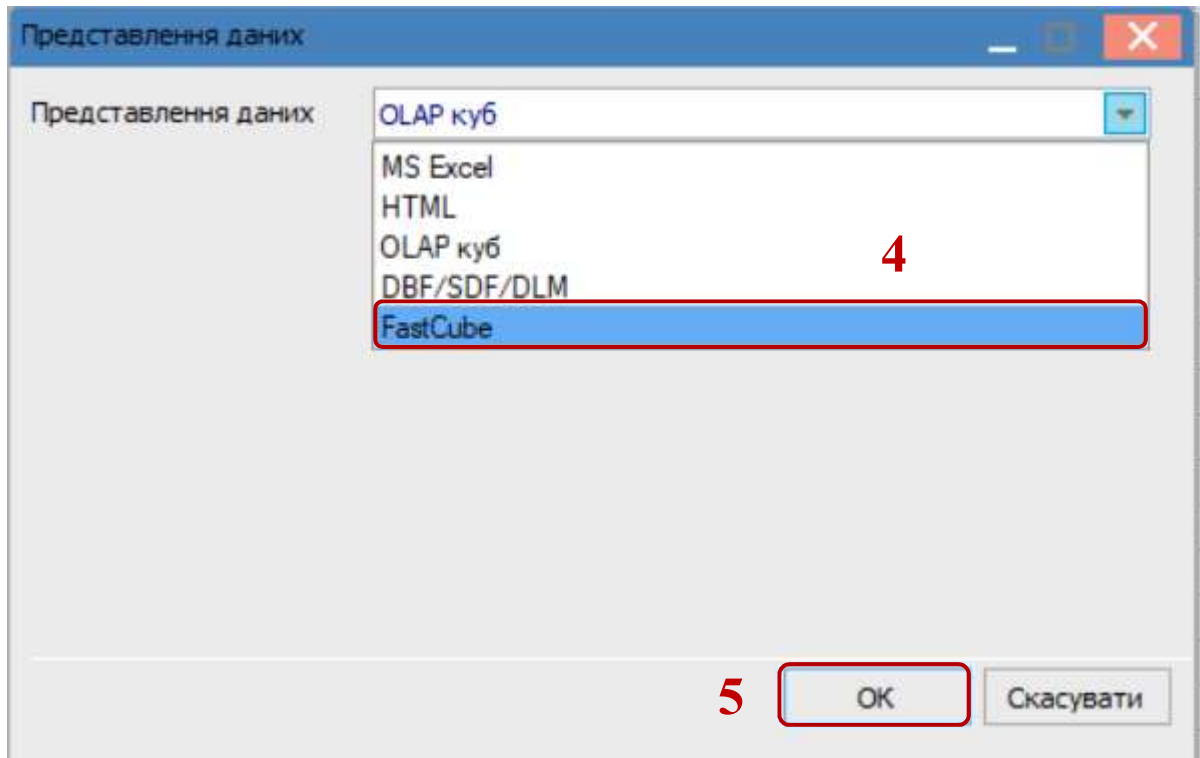 Представлення даних
Представлення даних OLAP куб
MS Excel
HTML
OLAP куб
4
DBF/SDF/DLM
FastCube
5 OK Скасувати